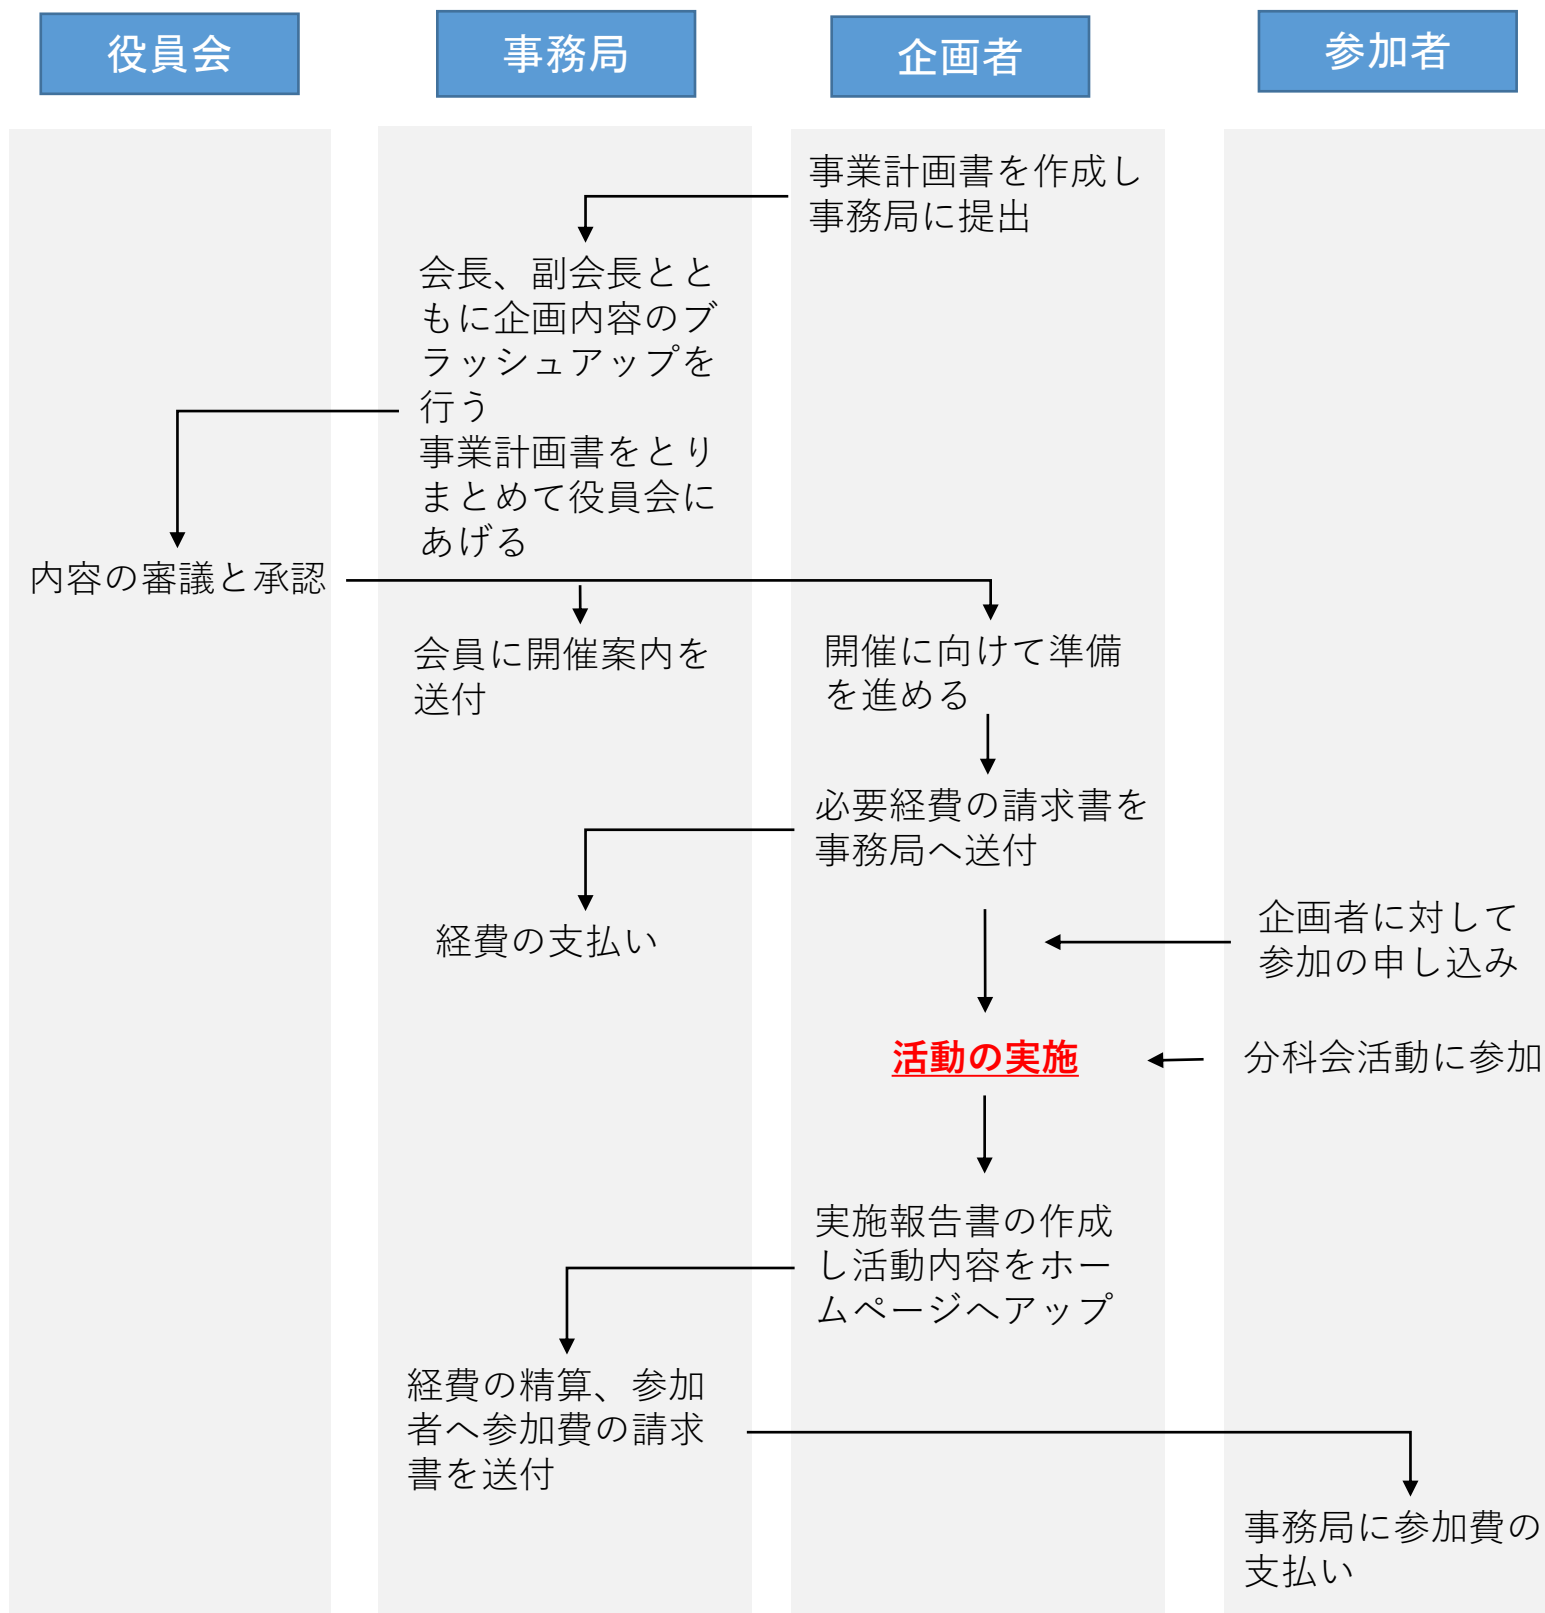 役員会
事務局
企画者
参加者
事業計画書を作成し
事務局に提出
会長、副会長とと
もに企画内容のブ
ラッシュアップを
行う
事業計画書をとり
まとめて役員会に
あげる
内容の審議と承認
会員に開催案内を
送付
開催に向けて準備
を進める
必要経費の請求書を
事務局へ送付
経費の支払い
企画者に対して
参加の申し込み
活動の実施
分科会活動に参加
実施報告書の作成
し活動内容をホー
ムページへアップ
経費の精算、参加
者へ参加費の請求
書を送付
事務局に参加費の
支払い